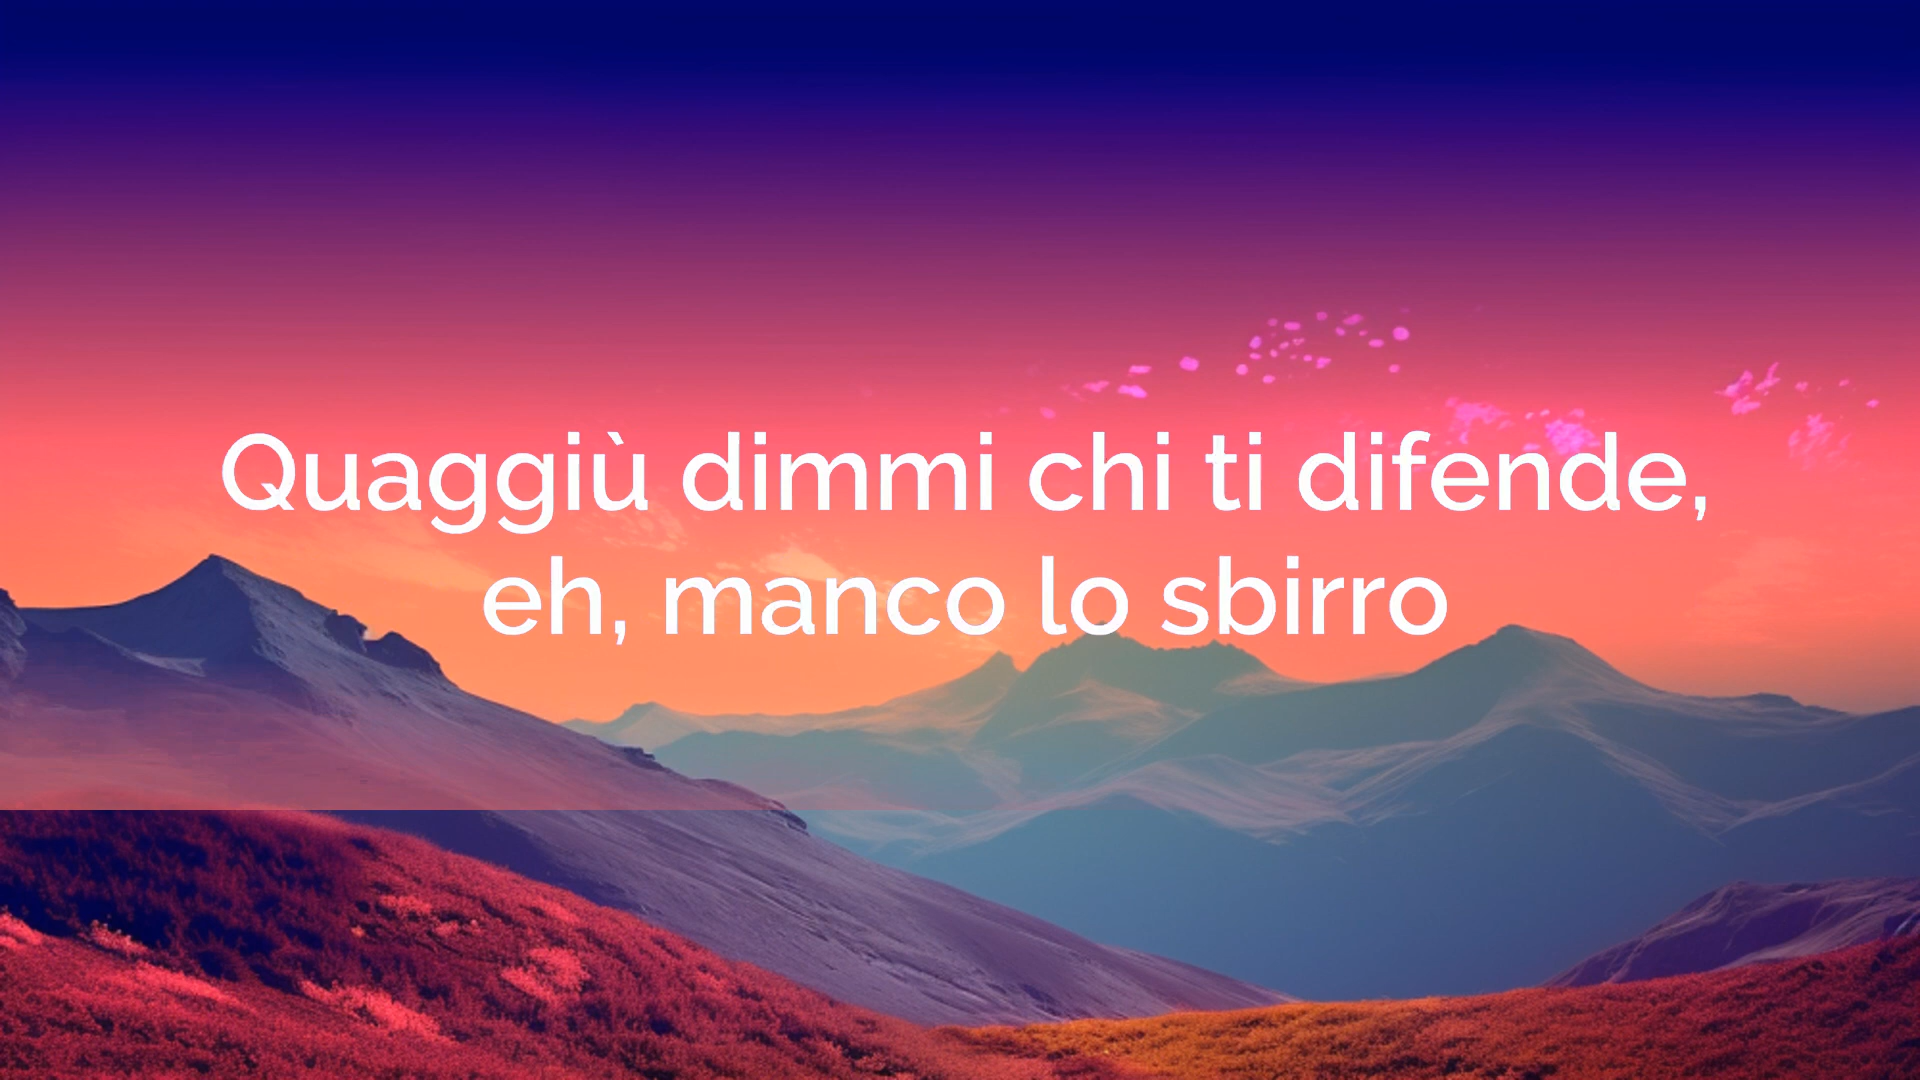 Quaggiù dimmi chi ti difende,
eh, manco lo sbirro